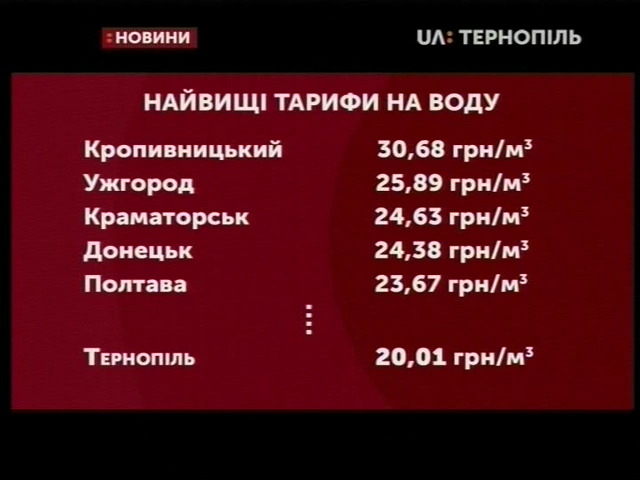 :НОВИНИ
UA: ТЕРНОПІЛЬ
НАЙВИЩІ ТАРИФИ НА ВОДУ
Кропивницький 30,68 грн/м³
Ужгород 25,89 грн/м³
Краматорськ 24,63 грн/м³
Донецьк 24,38 грн/м³
Полтава 23,67 грн/м³
Тернопіль 20,01 грн/м³